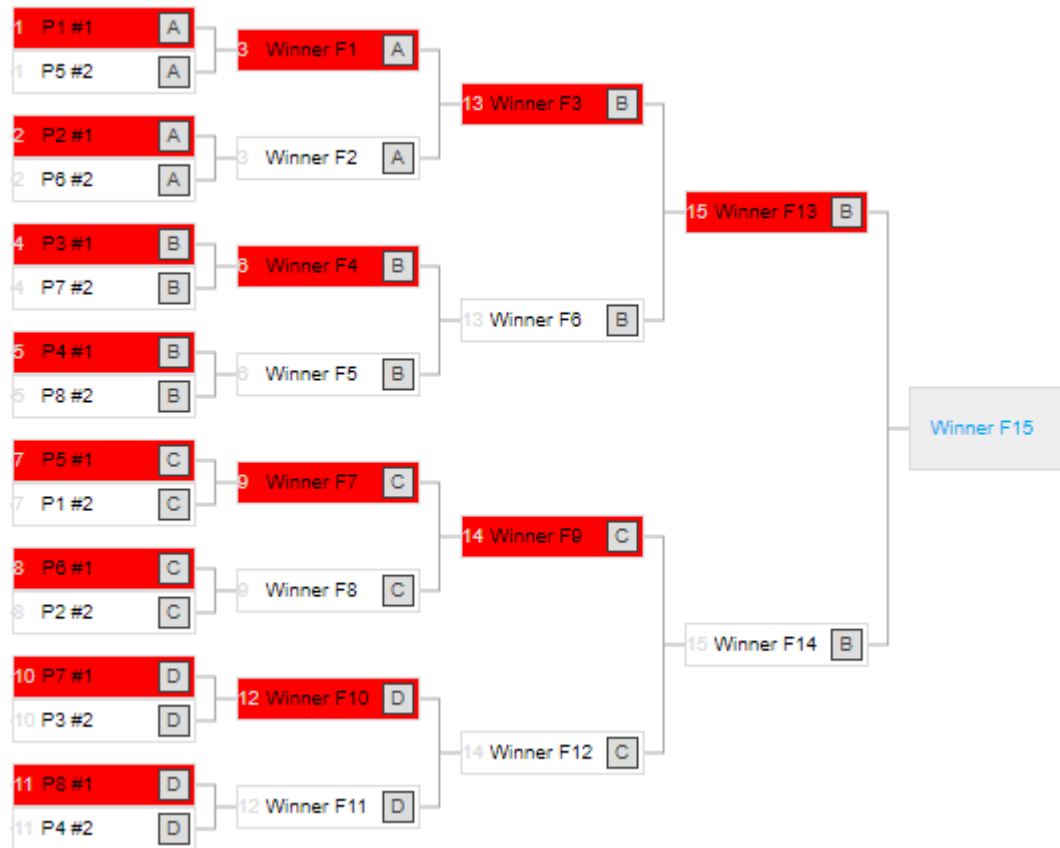 1 P1 #1 A
1 P5 #2 A
2 P2 #1 A
2 P6 #2 A
4 P3 #1 B
4 P7 #2 B
5 P4 #1 B
5 P8 #2 B
7 P5 #1 C
7 P1 #2 C
8 P6 #1 C
8 P2 #2 C
10 P7 #1 D
10 P3 #2 D
11 P8 #1 D
11 P4 #2 D
3 Winner F1 A
3 Winner F2 A
6 Winner F4 B
6 Winner F5 B
9 Winner F7 C
9 Winner F8 C
12 Winner F10 D
12 Winner F11 D
13 Winner F3 B
13 Winner F6 B
14 Winner F9 C
14 Winner F12 C
15 Winner F13 B
15 Winner F14 B
Winner F15